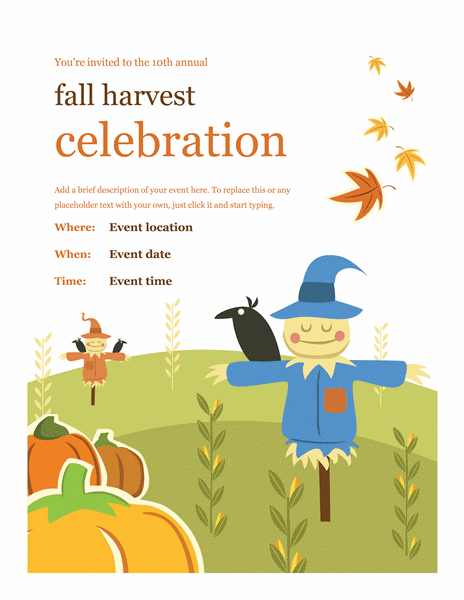 You're invited to the 10th annual
fall harvest
celebration
Add a brief description of your event here. To replace this or any
placeholder text with your own, just click it and start typing.
Where: Event location
When: Event date
Time: Event time